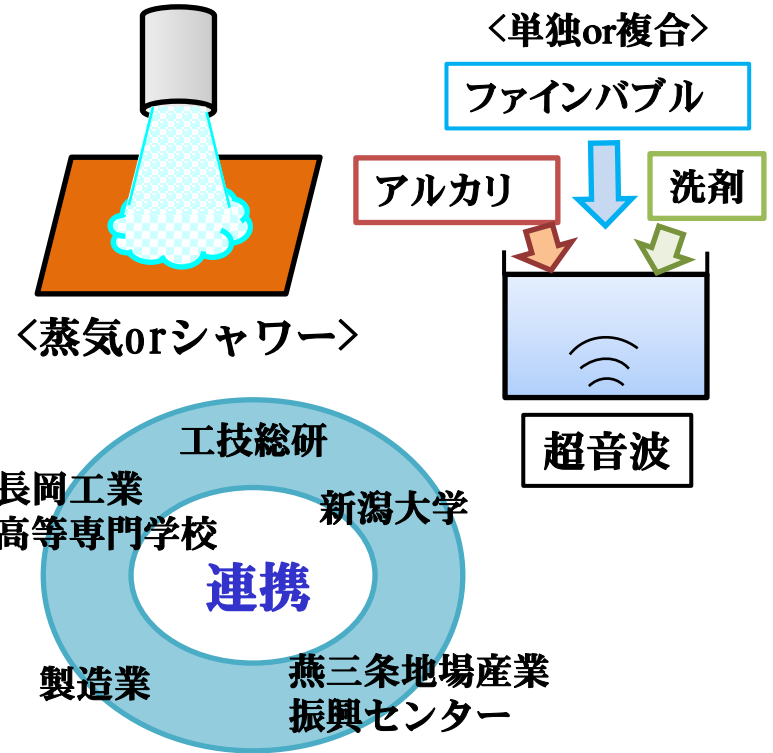 <単独or複合>
ファインバブル
アルカリ
洗剤
<蒸気orシャワー>
超音波
工技総研
長岡工業
高等専門学校
新潟大学
連携
製造業
燕三条地場産業
振興センター